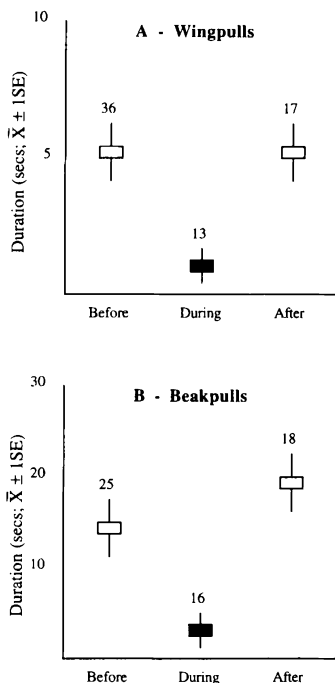 10
A - Wingpulls
36
17
5
13
Duration (secs; X̄ ± 1SE)
Before During After
30
B - Beakpulls
18
25
20
10
16
Duration (secs; X̄ ± 1SE)
Before During After